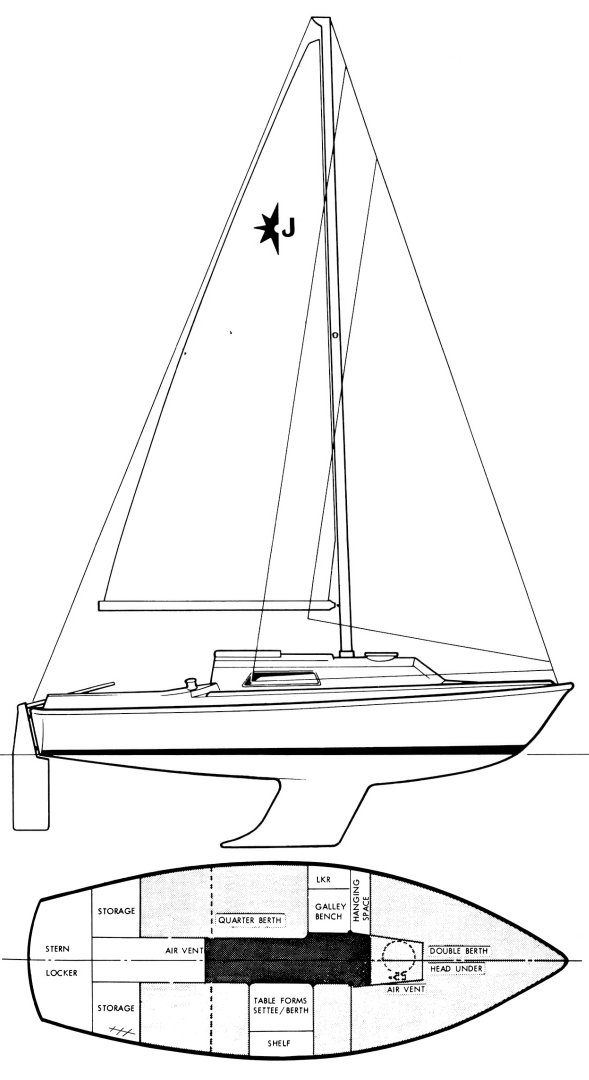 J
LKR
GALLEY
BENCH
HANGING
SPACE
STORAGE
QUARTER BERTH
STERN
LOCKER
AIR VENT
DOUBLE BERTH
HEAD UNDER
AIR VENT
STORAGE
TABLE FORMS
SETTEE/BERTH
SHELF